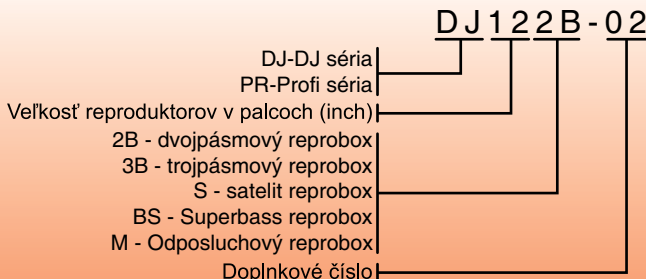 DJ122B-02
DJ-DJ séria
PR-Profi séria
Veľkosť reproduktorov v palcoch (inch)
2B - dvojpásmový reprobox
3B - trojpásmový reprobox
S - satelit reprobox
BS - Superbass reprobox
M - Odposluchový reprobox
Doplnkové číslo